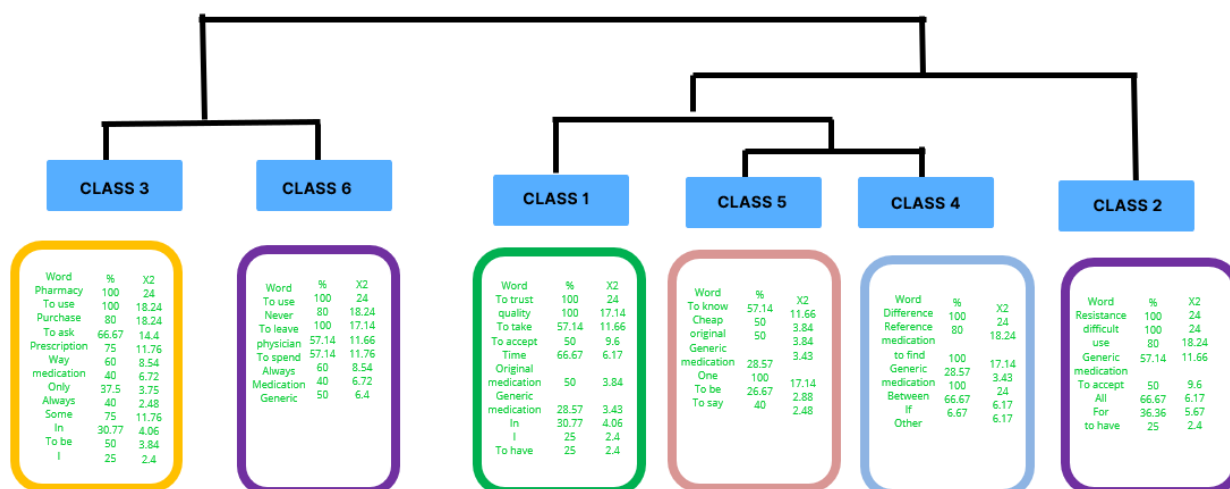 CLASS 3
CLASS 6
CLASS 1
CLASS 5
CLASS 4
CLASS 2
Word % X2
Pharmacy 100 24
To use 100 18.24
Purchase 80 18.24
To ask 66.67 14.4
Prescription 75 11.76
Way 60 8.54
medication 40 6.72
Only 37.5 3.75
Always 40 2.48
Some 75 11.76
In 30.77 4.06
To be 50 3.84
I 25 2.4
Word % X2
To use 100 24
Never 80 18.24
To leave 100 17.14
physician 57.14 11.66
To spend 57.14 11.76
Always 60 8.54
Medication 40 6.72
Generic 50 6.4
Word % X2
To trust 100 24
quality 100 17.14
To take 57.14 11.66
To accept 50 9.6
Time 66.67 6.17
Original
medication 50 3.84
Generic
medication 28.57 3.43
In 30.77 4.06
I 25 2.4
To have 25 2.4
Word % X2
To know 57.14 11.66
Cheap 50 3.84
original 50 3.84
Generic 3.43
medication 28.57
One 100 17.14
To be 26.67 2.88
To say 40 2.48
Word % X2
Difference 100 24
Reference 80 18.24
medication
to find 100 17.14
Generic 28.57 3.43
medication 100 24
Between 66.67 6.17
If 6.67 6.17
Other
Word % X2
Resistance 100 24
difficult 100 24
use 80 18.24
Generic 57.14 11.66
medication
To accept 50 9.6
All 66.67 6.17
For 36.36 5.67
to have 25 2.4